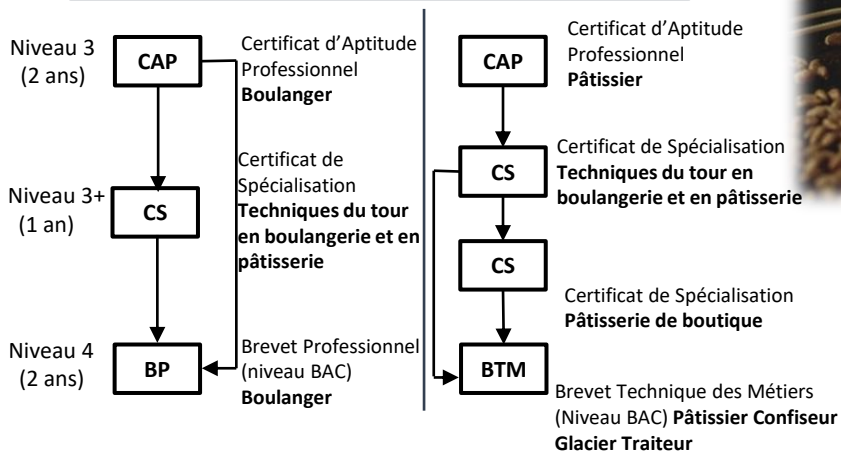 Niveau 3
(2 ans)
CAP
Certificat d’Aptitude
Professionnel
Boulanger
Niveau 3+
(1 an)
CS
Certificat de
Spécialisation
Techniques du tour
en boulangerie et en
pâtisserie
Niveau 4
(2 ans)
BP
Brevet Professionnel
(niveau BAC)
Boulanger
CAP
Certificat d’Aptitude
Professionnel
Pâtissier
CS
Certificat de Spécialisation
Techniques du tour en
boulangerie et en pâtisserie
CS
Certificat de Spécialisation
Pâtisserie de boutique
BTM
Brevet Technique des Métiers
(Niveau BAC) Pâtissier Confiseur
Glacier Traiteur